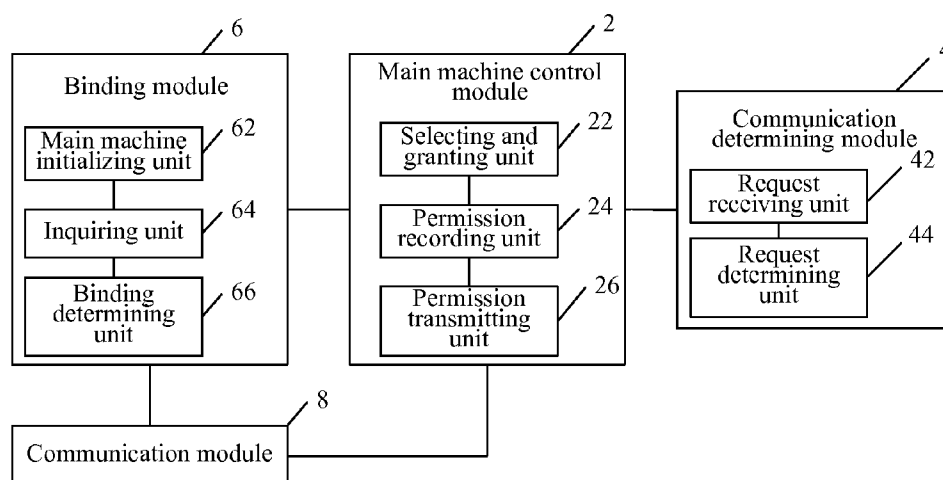 6
Binding module
62
Main machine
initializing unit
64
Inquiring unit
66
Binding
determining
unit
2
Main machine control
module
22
Selecting and
granting unit
24
Permission
recording unit
26
Permission
transmitting
unit
4
Communication
determining module
42
Request
receiving unit
44
Request
determining
unit
8
Communication module